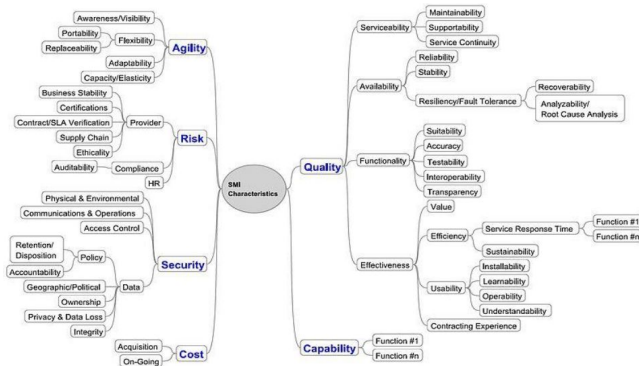 Awareness/Visibility
Portability
Flexibility
Replaceability
Adaptability
Capacity/Elasticity
Agility
Business Stability
Certifications
Contract/SLA Verification
Provider
Supply Chain
Ethicality
Auditability
Compliance
HR
Risk
Physical & Environmental
Communications & Operations
Access Control
Retention/
Disposition
Policy
Accountability
Geographic/Political
Data
Ownership
Privacy & Data Loss
Integrity
Security
Acquisition
On-Going
Cost
SMI
Characteristics
Quality
Serviceability
Maintainability
Supportability
Service Continuity
Availability
Reliability
Stability
Resiliency/Fault Tolerance
Recoverability
Analyzability/
Root Cause Analysis
Functionality
Suitability
Accuracy
Testability
Interoperability
Transparency
Effectiveness
Value
Efficiency
Service Response Time
Function #1
Function #n
Sustainability
Usability
Installability
Learnability
Operability
Understandability
Contracting Experience
Capability
Function #1
Function #n